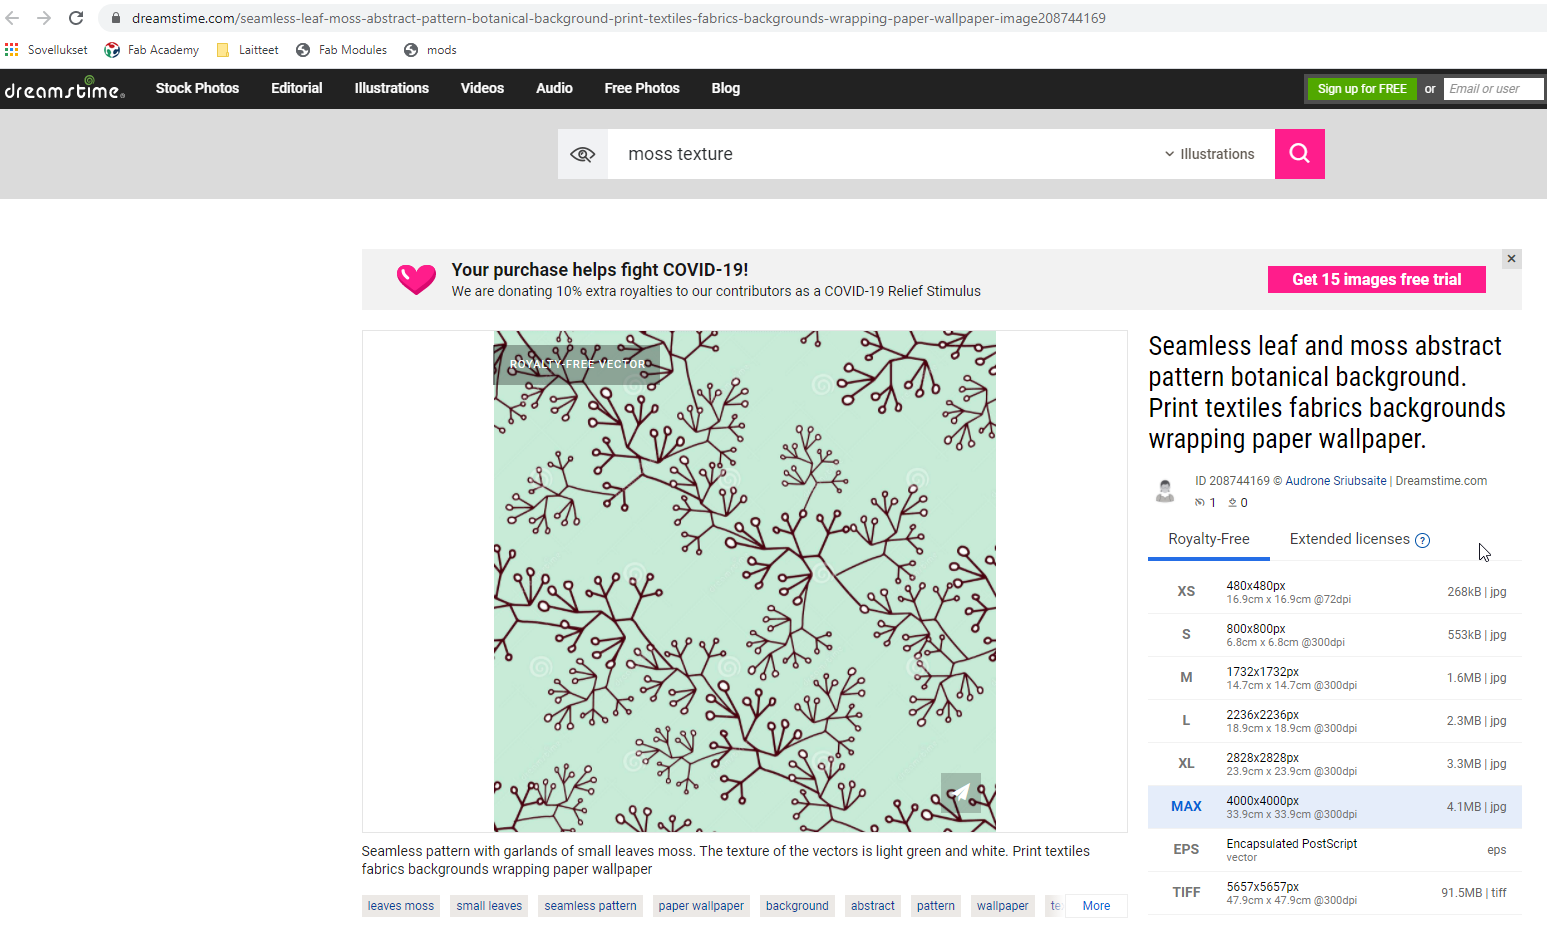 dreamstime.com/seamless-leaf-moss-abstract-pattern-botanical-background-print-textiles-fabrics-backgrounds-wrapping-paper-wallpaper-image208744169
Sovellukset Fab Academy Laitteet Fab Modules mods
dreamstime Stock Photos Editorial Illustrations Videos Audio Free Photos Blog Sign up for FREE or Email or user
moss texture Illustrations
Your purchase helps fight COVID-19!
We are donating 10% extra royalties to our contributors as a COVID-19 Relief Stimulus
Get 15 images free trial
ROYALTY-FREE VECTOR
Seamless pattern with garlands of small leaves moss. The texture of the vectors is light green and white. Print textiles
fabrics backgrounds wrapping paper wallpaper
leaves moss small leaves seamless pattern paper wallpaper background abstract pattern wallpaper te More
Seamless leaf and moss abstract
pattern botanical background.
Print textiles fabrics backgrounds
wrapping paper wallpaper.
ID 208744169 © Audrone Sriubsaite | Dreamstime.com
1 0
Royalty-Free Extended licenses ?
XS 480x480px 268kB | jpg
16.9cm x 16.9cm @72dpi
S 800x800px 553kB | jpg
6.8cm x 6.8cm @300dpi
M 1732x1732px 1.6MB | jpg
14.7cm x 14.7cm @300dpi
L 2236x2236px 2.3MB | jpg
18.9cm x 18.9cm @300dpi
XL 2828x2828px 3.3MB | jpg
23.9cm x 23.9cm @300dpi
MAX 4000x4000px 4.1MB | jpg
33.9cm x 33.9cm @300dpi
EPS Encapsulated PostScript eps
vector
TIFF 5657x5657px 91.5MB | tiff
47.9cm x 47.9cm @300dpi